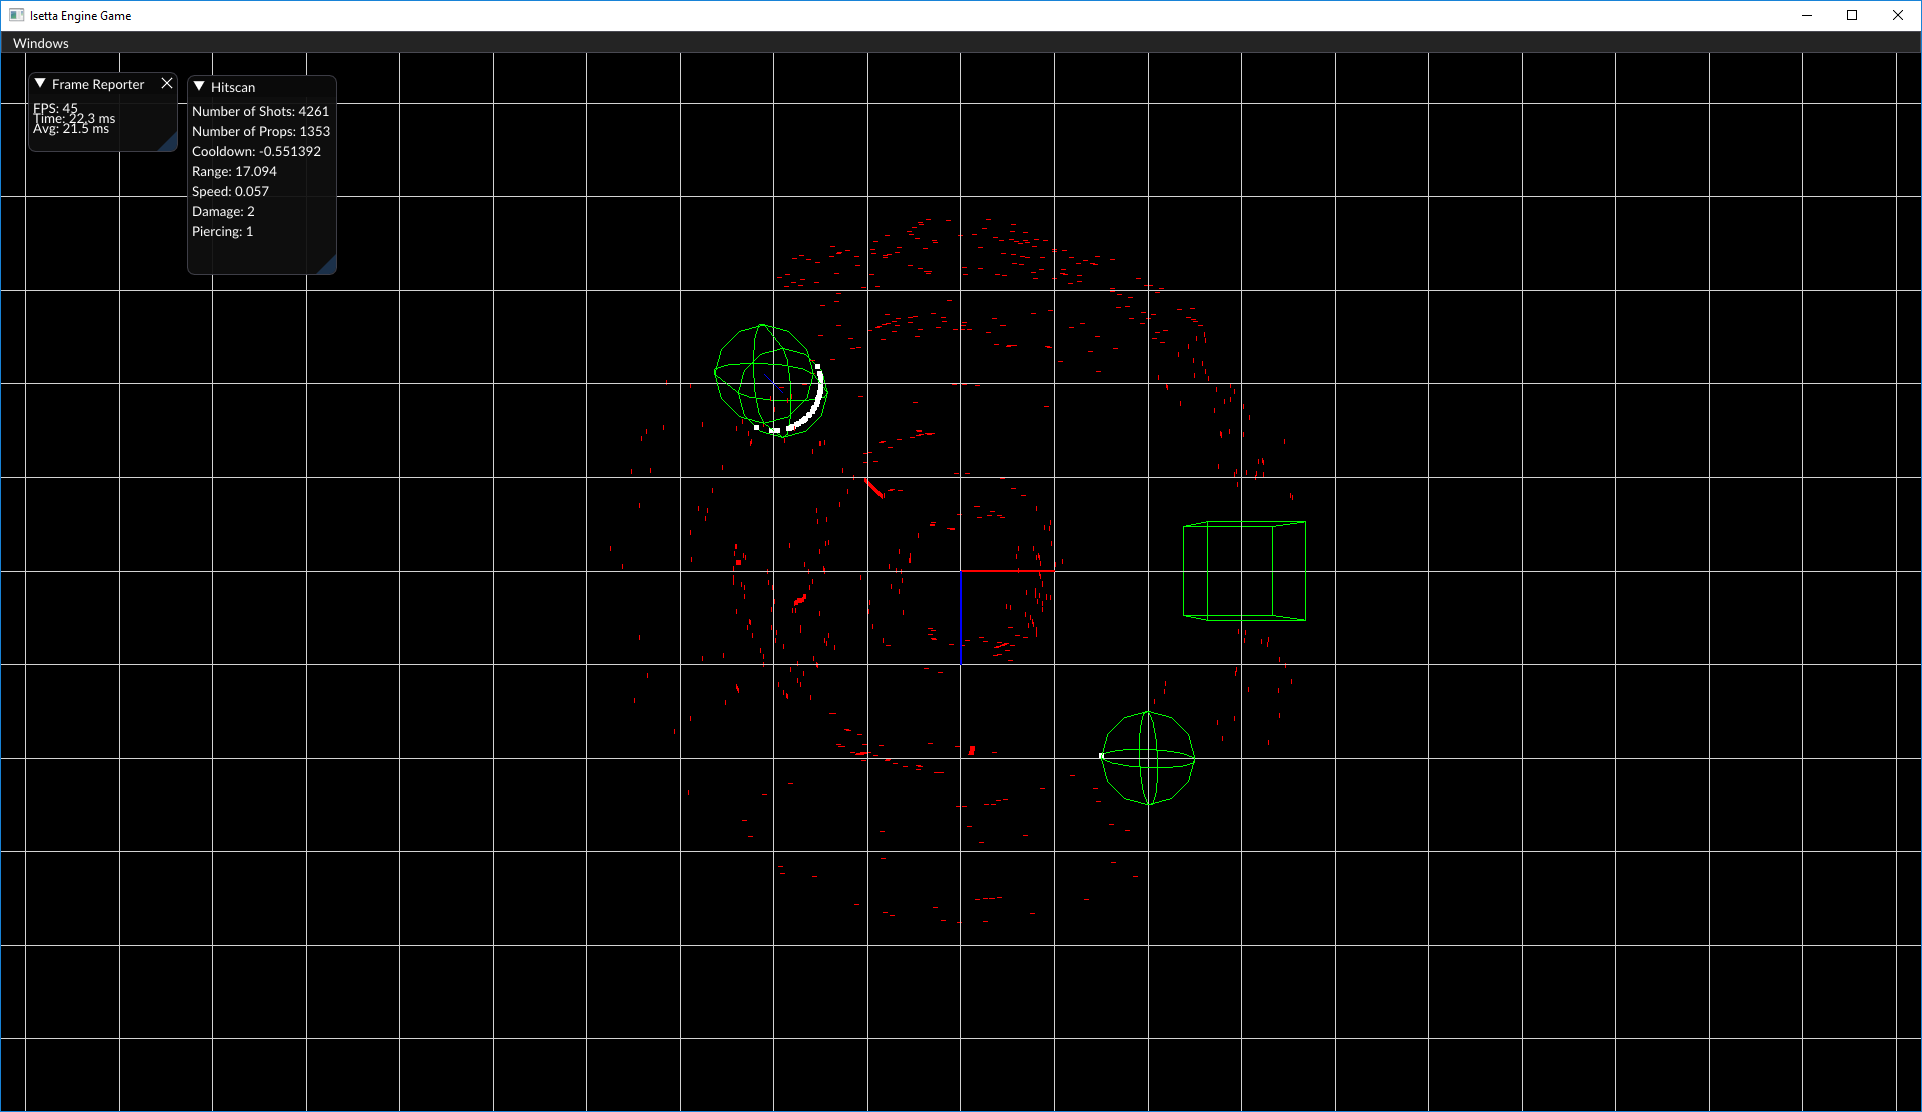 Isetta Engine Game
Windows
Frame Reporter
FPS: 45
Time: 22.3 ms
Avg: 21.5 ms
Hitscan
Number of Shots: 4261
Number of Props: 1353
Cooldown: -0.551392
Range: 17.094
Speed: 0.057
Damage: 2
Piercing: 1